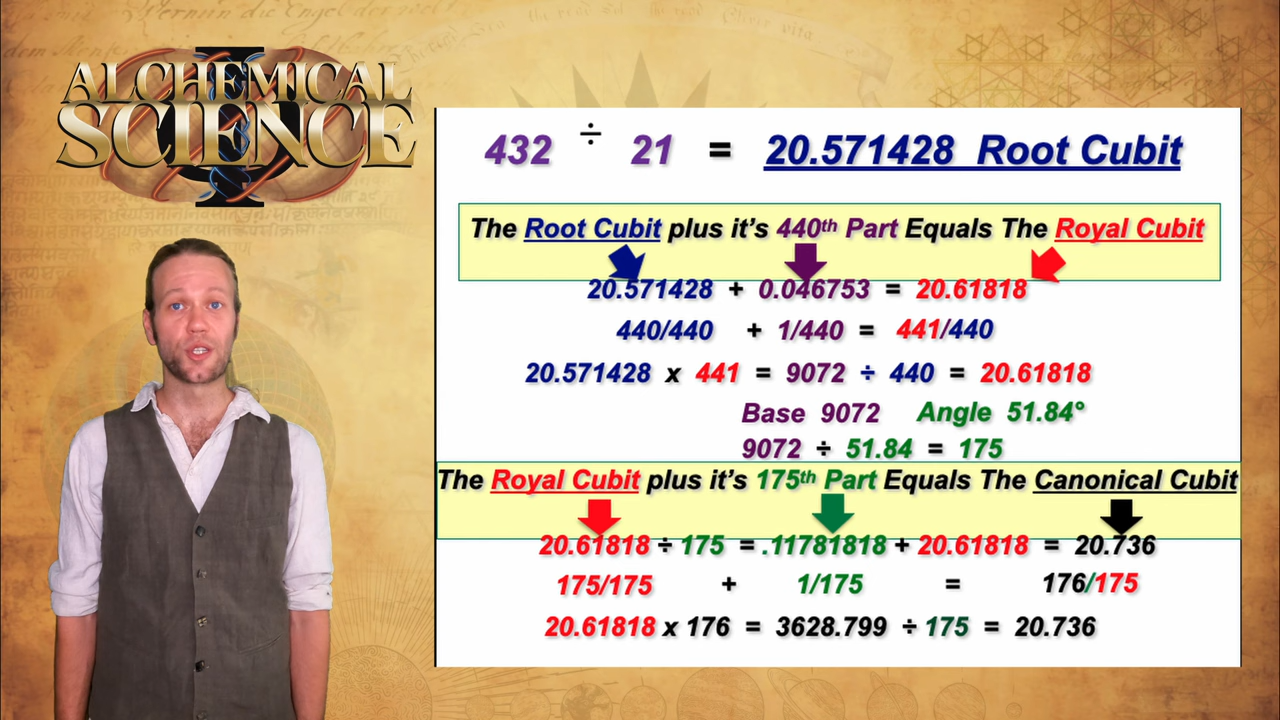 ALCHEMICAL
SCIENCE
432 ÷ 21 = 20.571428 Root Cubit
The Root Cubit plus it's 440th Part Equals The Royal Cubit
20.571428 + 0.046753 = 20.61818
440/440 + 1/440 = 441/440
20.571428 x 441 = 9072 ÷ 440 = 20.61818
Base 9072 Angle 51.84°
9072 ÷ 51.84 = 175
The Royal Cubit plus it's 175th Part Equals The Canonical Cubit
20.61818 ÷ 175 = .11781818 + 20.61818 = 20.736
175/175 + 1/175 = 176/175
20.61818 x 176 = 3628.799 ÷ 175 = 20.736